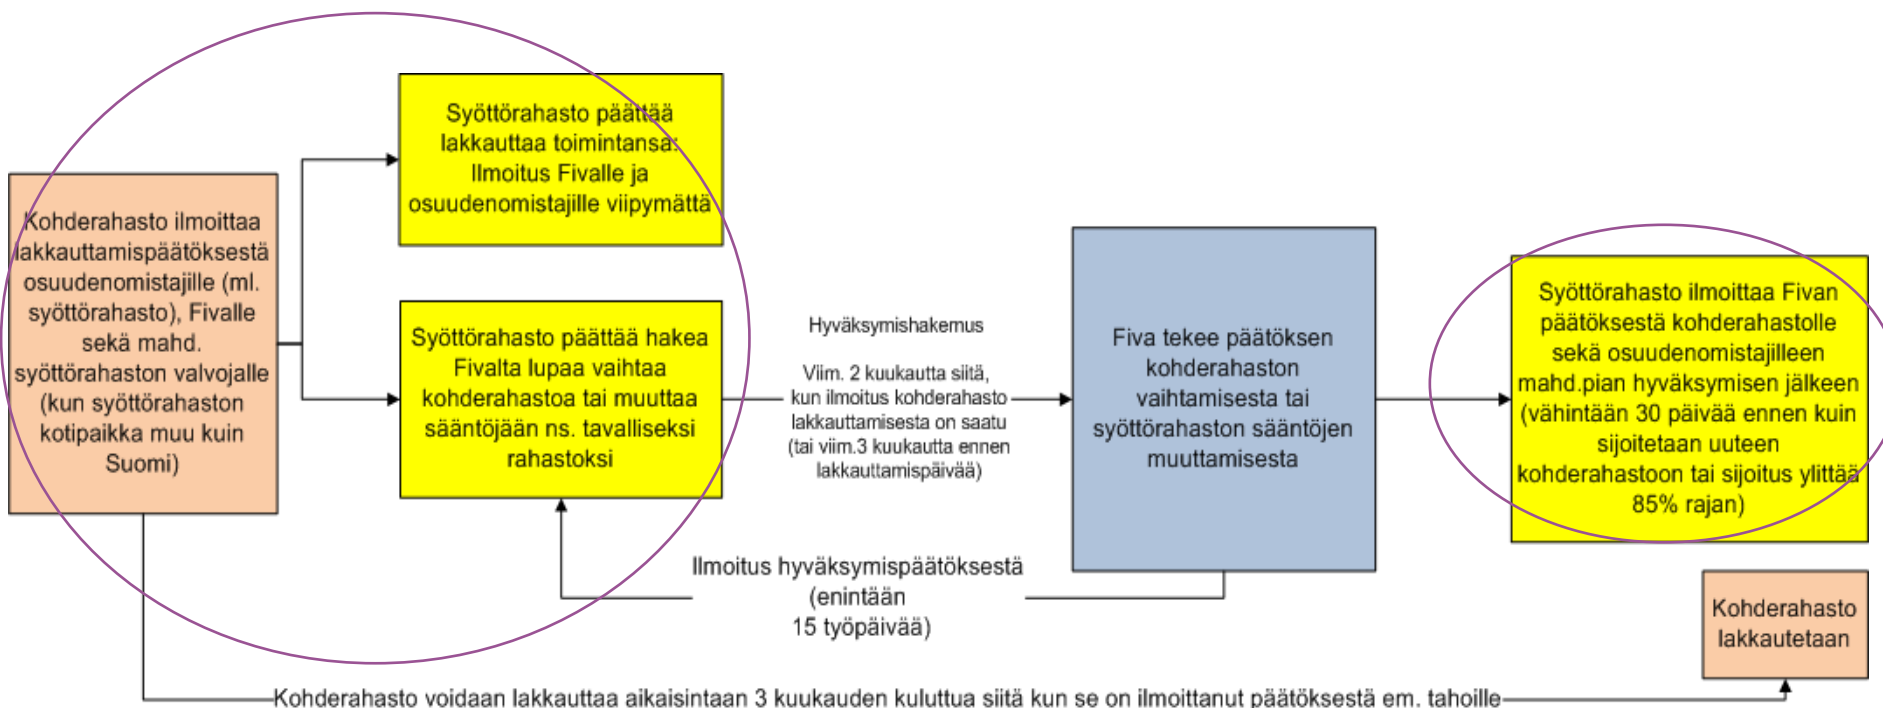 Kohderahasto ilmoittaa
lakkauttamispäätöksestä
osuudenomistajille (ml.
syöttörahasto), Fivalle
sekä mahd.
syöttörahaston valvojalle
(kun syöttörahaston
kotipaikka muu kuin
Suomi)
Syöttörahasto päättää
lakkauttaa toimintansa:
Ilmoitus Fivalle ja
osuudenomistajille viipymättä
Syöttörahasto päättää hakea
Fivalta lupaa vaihtaa
kohderahastoa tai muuttaa
sääntöjään ns. tavalliseksi
rahastoksi
Hyväksymishakemus
Viim. 2 kuukautta siitä,
kun ilmoitus kohderahasto
lakkauttamisesta on saatu
(tai viim.3 kuukautta ennen
lakkauttamispäivää)
Fiva tekee päätöksen
kohderahaston
vaihtamisesta tai
syöttörahaston sääntöjen
muuttamisesta
Syöttörahasto ilmoittaa Fivan
päätöksestä kohderahastolle
sekä osuudenomistajilleen
mahd.pian hyväksymisen jälkeen
(vähintään 30 päivää ennen kuin
sijoitetaan uuteen
kohderahastoon tai sijoitus ylittää
85% rajan)
Ilmoitus hyväksymispäätöksestä
(enintään
15 työpäivää)
Kohderahasto
lakkautetaan
Kohderahasto voidaan lakkauttaa aikaisintaan 3 kuukauden kuluttua siitä kun se on ilmoittanut päätöksestä em. tahoille